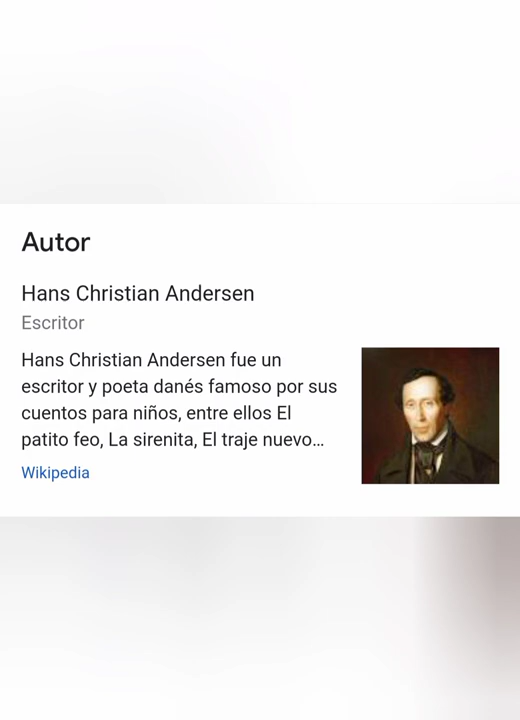 Autor
Hans Christian Andersen
Escritor
Hans Christian Andersen fue un
escritor y poeta danés famoso por sus
cuentos para niños, entre ellos El
patito feo, La sirenita, El traje nuevo...
Wikipedia